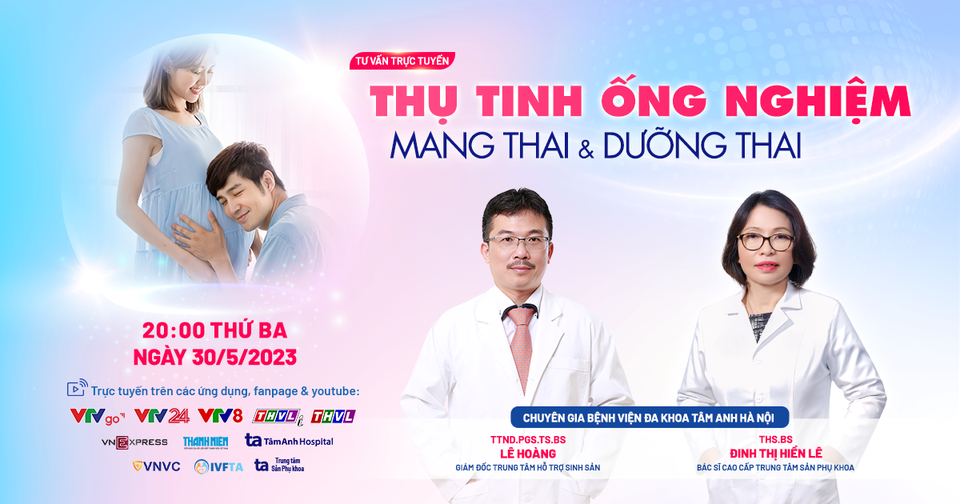 TƯ VẤN TRỰC TUYẾN
THỤ TINH ỐNG NGHIỆM
MANG THAI & DƯỠNG THAI
20:00 THỨ BA
NGÀY 30/5/2023
Trực tuyến trên các ứng dụng, fanpage & youtube:
VTVgo VTV24 VTV8 THVLi THVL
VNEXPRESS THANH NIÊN ta TâmAnh Hospital
VNVC IVFTA ta Trung tâm Sản Phụ khoa
CHUYÊN GIA BỆNH VIỆN ĐA KHOA TÂM ANH HÀ NỘI
TTND.PGS.TS.BS
LÊ HOÀNG
GIÁM ĐỐC TRUNG TÂM HỖ TRỢ SINH SẢN
THS.BS
ĐINH THỊ HIỀN LÊ
BÁC SĨ CAO CẤP TRUNG TÂM SẢN PHỤ KHOA